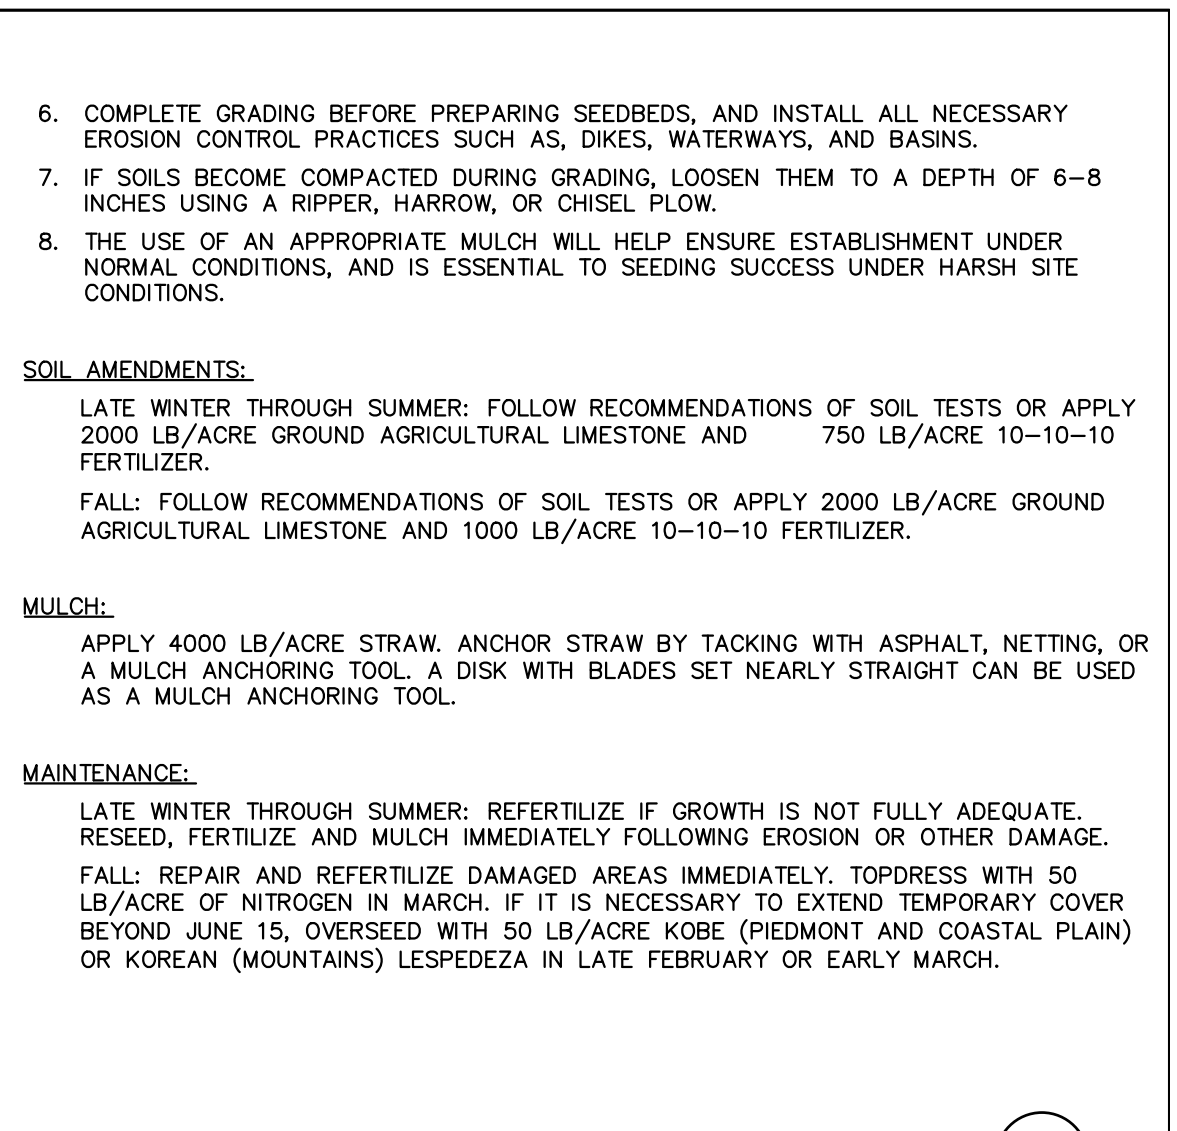 6. COMPLETE GRADING BEFORE PREPARING SEEDBEDS, AND INSTALL ALL NECESSARY
EROSION CONTROL PRACTICES SUCH AS, DIKES, WATERWAYS, AND BASINS.
7. IF SOILS BECOME COMPACTED DURING GRADING, LOOSEN THEM TO A DEPTH OF 6–8
INCHES USING A RIPPER, HARROW, OR CHISEL PLOW.
8. THE USE OF AN APPROPRIATE MULCH WILL HELP ENSURE ESTABLISHMENT UNDER
NORMAL CONDITIONS, AND IS ESSENTIAL TO SEEDING SUCCESS UNDER HARSH SITE
CONDITIONS.
SOIL AMENDMENTS:
LATE WINTER THROUGH SUMMER: FOLLOW RECOMMENDATIONS OF SOIL TESTS OR APPLY
2000 LB/ACRE GROUND AGRICULTURAL LIMESTONE AND 750 LB/ACRE 10–10–10
FERTILIZER.
FALL: FOLLOW RECOMMENDATIONS OF SOIL TESTS OR APPLY 2000 LB/ACRE GROUND
AGRICULTURAL LIMESTONE AND 1000 LB/ACRE 10–10–10 FERTILIZER.
MULCH:
APPLY 4000 LB/ACRE STRAW. ANCHOR STRAW BY TACKING WITH ASPHALT, NETTING, OR
A MULCH ANCHORING TOOL. A DISK WITH BLADES SET NEARLY STRAIGHT CAN BE USED
AS A MULCH ANCHORING TOOL.
MAINTENANCE:
LATE WINTER THROUGH SUMMER: REFERTILIZE IF GROWTH IS NOT FULLY ADEQUATE.
RESEED, FERTILIZE AND MULCH IMMEDIATELY FOLLOWING EROSION OR OTHER DAMAGE.
FALL: REPAIR AND REFERTILIZE DAMAGED AREAS IMMEDIATELY. TOPDRESS WITH 50
LB/ACRE OF NITROGEN IN MARCH. IF IT IS NECESSARY TO EXTEND TEMPORARY COVER
BEYOND JUNE 15, OVERSEED WITH 50 LB/ACRE KOBE (PIEDMONT AND COASTAL PLAIN)
OR KOREAN (MOUNTAINS) LESPEDEZA IN LATE FEBRUARY OR EARLY MARCH.